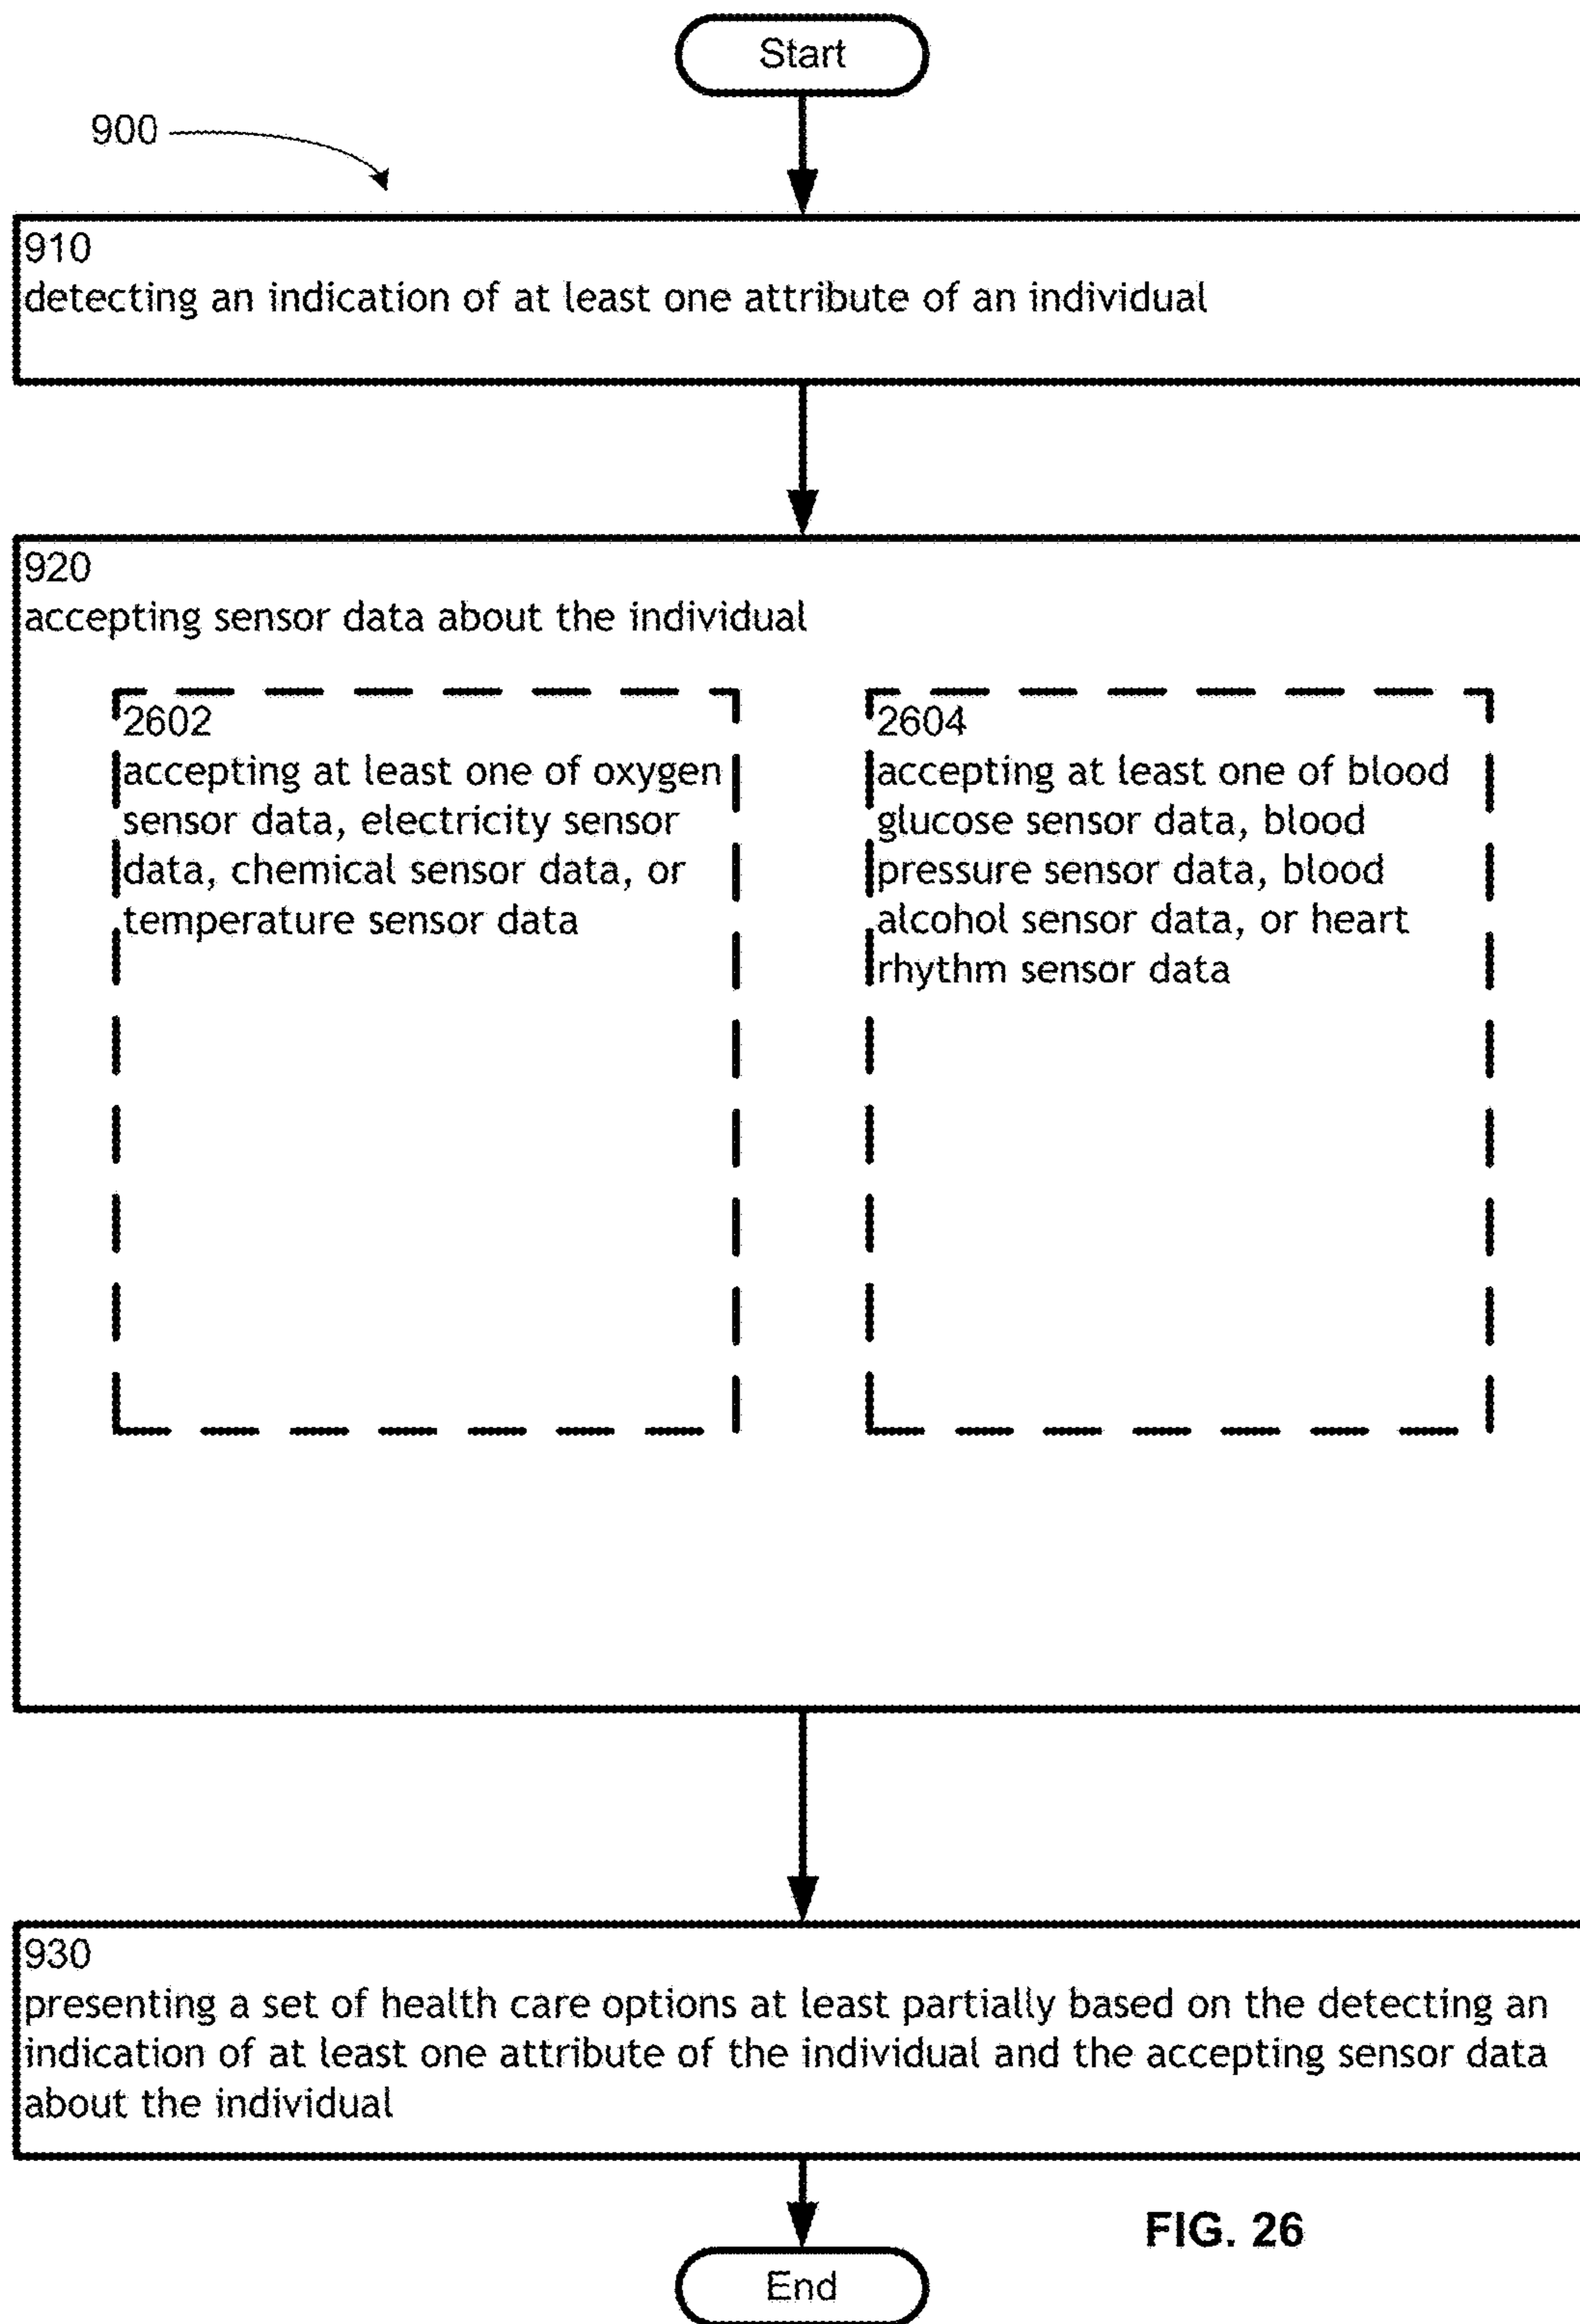 Start
900
910
detecting an indication of at least one attribute of an individual
920
accepting sensor data about the individual
2602
accepting at least one of oxygen
sensor data, electricity sensor
data, chemical sensor data, or
temperature sensor data
2604
accepting at least one of blood
glucose sensor data, blood
pressure sensor data, blood
alcohol sensor data, or heart
rhythm sensor data
930
presenting a set of health care options at least partially based on the detecting an
indication of at least one attribute of the individual and the accepting sensor data
about the individual
FIG. 26
End